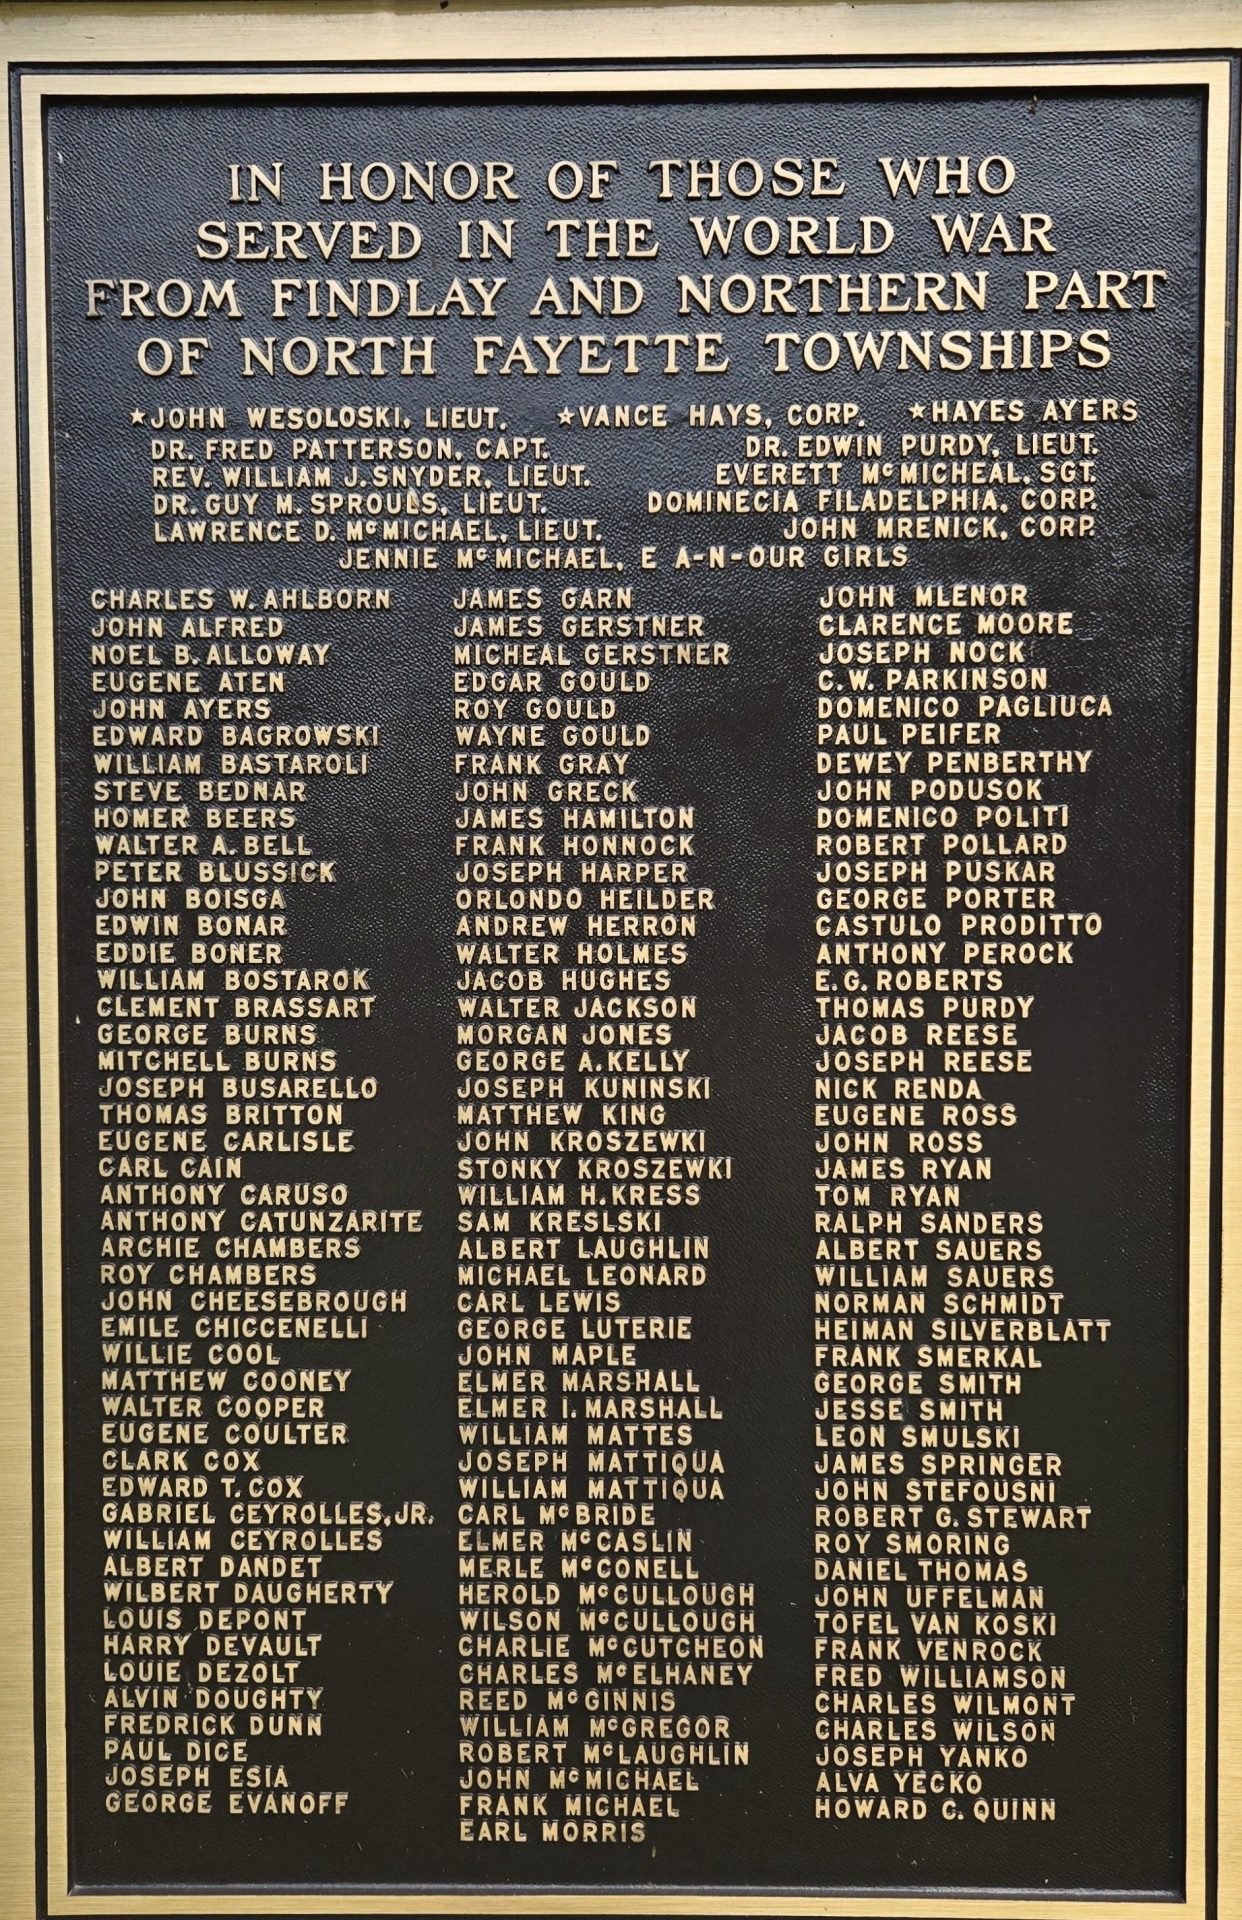 IN HONOR OF THOSE WHO
SERVED IN THE WORLD WAR
FROM FINDLAY AND NORTHERN PART
OF NORTH FAYETTE TOWNSHIPS
★JOHN WESOLOSKI, LIEUT. ☆VANCE HAYS, CORP. ★HAYES AYERS
DR. FRED PATTERSON, CAPT. DR. EDWIN PURDY, LIEUT.
REV. WILLIAM J. SNYDER, LIEUT. EVERETT McMICHEAL, SGT.
DR. GUY M. SPROULS, LIEUT. DOMINECIA FILADELPHIA, CORP.
LAWRENCE D. McMICHAEL, LIEUT. JOHN MRENICK, CORP.
JENNIE McMICHAEL, E A-N-OUR GIRLS
CHARLES W. AHLBORN
JOHN ALFRED
NOEL B. ALLOWAY
EUGENE ATEN
JOHN AYERS
EDWARD BAGROWSKI
WILLIAM BASTAROLI
STEVE BEDNAR
HOMER BEERS
WALTER A. BELL
PETER BLUSSICK
JOHN BOISGA
EDWIN BONAR
EDDIE BONER
WILLIAM BOSTAROK
CLEMENT BRASSART
GEORGE BURNS
MITCHELL BURNS
JOSEPH BUSARELLO
THOMAS BRITTON
EUGENE CARLISLE
CARL CAIN
ANTHONY CARUSO
ANTHONY CATUNZARITE
ARCHIE CHAMBERS
ROY CHAMBERS
JOHN CHEESEBROUGH
EMILE CHICCENELLI
WILLIE COOL
MATTHEW COONEY
WALTER COOPER
EUGENE COULTER
CLARK COX
EDWARD T. COX
GABRIEL CEYROLLES, JR.
WILLIAM CEYROLLES
ALBERT DANDET
WILBERT DAUGHERTY
LOUIS DEPONT
HARRY DEVAULT
LOUIE DEZOLT
ALVIN DOUGHTY
FREDRICK DUNN
PAUL DICE
JOSEPH ESIA
GEORGE EVANOFF
JAMES GARN
JAMES GERSTNER
MICHEAL GERSTNER
EDGAR GOULD
ROY GOULD
WAYNE GOULD
FRANK GRAY
JOHN GRECK
JAMES HAMILTON
FRANK HONNOCK
JOSEPH HARPER
ORLONDO HEILDER
ANDREW HERRON
WALTER HOLMES
JACOB HUGHES
WALTER JACKSON
MORGAN JONES
GEORGE A. KELLY
JOSEPH KUNINSKI
MATTHEW KING
JOHN KROSZEWKI
STONKY KROSZEWKI
WILLIAM H. KRESS
SAM KRESLSKI
ALBERT LAUGHLIN
MICHAEL LEONARD
CARL LEWIS
GEORGE LUTERIE
JOHN MAPLE
ELMER MARSHALL
ELMER I. MARSHALL
WILLIAM MATTES
JOSEPH MATTIQUA
WILLIAM MATTIQUA
CARL McBRIDE
ELMER McCASLIN
MERLE McCONELL
HEROLD McCULLOUGH
WILSON McCULLOUGH
CHARLIE McCUTCHEON
CHARLES McELHANEY
REED McGINNIS
WILLIAM McGREGOR
ROBERT McLAUGHLIN
JOHN McMICHAEL
FRANK MICHAEL
EARL MORRIS
JOHN MLENOR
CLARENCE MOORE
JOSEPH NOCK
C.W. PARKINSON
DOMENICO PAGLIUCA
PAUL PEIFER
DEWEY PENBERTHY
JOHN PODUSOK
DOMENICO POLITI
ROBERT POLLARD
JOSEPH PUSKAR
GEORGE PORTER
CASTULO PRODITTO
ANTHONY PEROCK
E.G. ROBERTS
THOMAS PURDY
JACOB REESE
JOSEPH REESE
NICK RENDA
EUGENE ROSS
JOHN ROSS
JAMES RYAN
TOM RYAN
RALPH SANDERS
ALBERT SAUERS
WILLIAM SAUERS
NORMAN SCHMIDT
HEIMAN SILVERBLATT
FRANK SMERKAL
GEORGE SMITH
JESSE SMITH
LEON SMULSKI
JAMES SPRINGER
JOHN STEFOUSNI
ROBERT G. STEWART
ROY SMORING
DANIEL THOMAS
JOHN UFFELMAN
TOFEL VAN KOSKI
FRANK VENROCK
FRED WILLIAMSON
CHARLES WILMONT
CHARLES WILSON
JOSEPH YANKO
ALVA YECKO
HOWARD C. QUINN